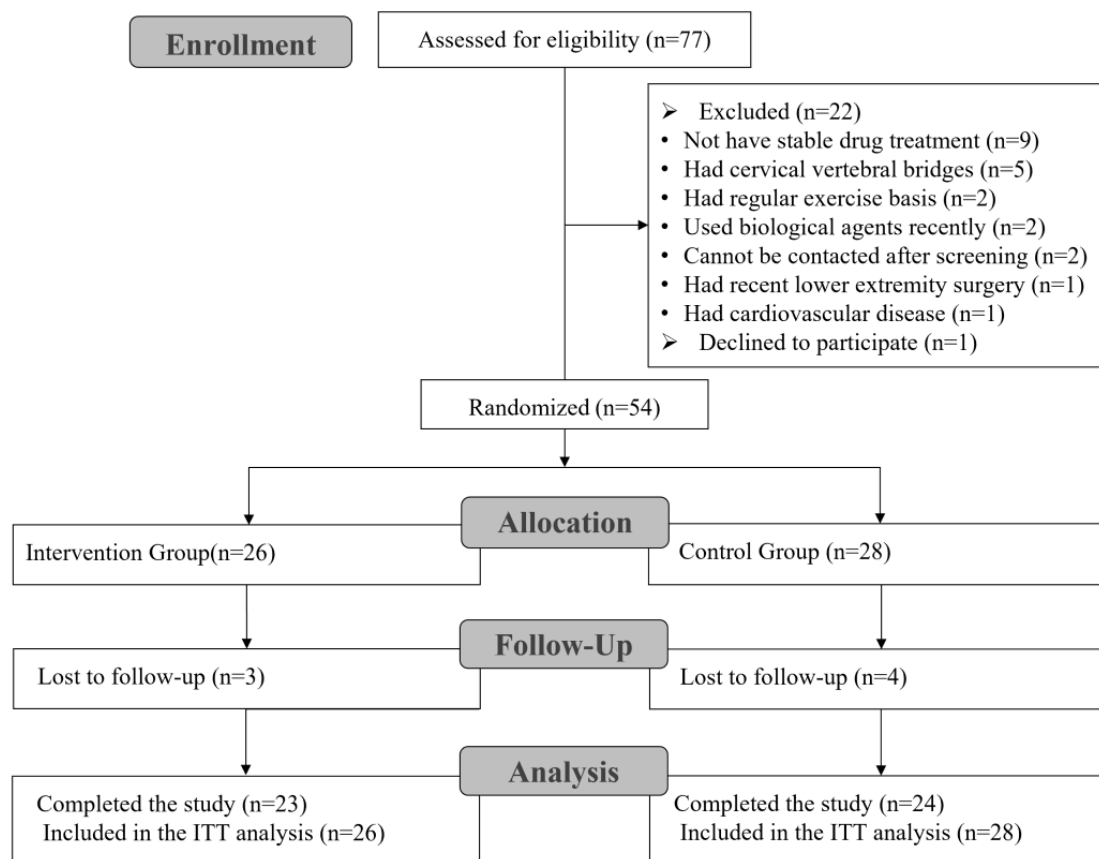 Enrollment
Assessed for eligibility (n=77)
➢ Excluded (n=22)
• Not have stable drug treatment (n=9)
• Had cervical vertebral bridges (n=5)
• Had regular exercise basis (n=2)
• Used biological agents recently (n=2)
• Cannot be contacted after screening (n=2)
• Had recent lower extremity surgery (n=1)
• Had cardiovascular disease (n=1)
➢ Declined to participate (n=1)
Randomized (n=54)
Allocation
Intervention Group(n=26)
Control Group (n=28)
Follow-Up
Lost to follow-up (n=3)
Lost to follow-up (n=4)
Analysis
Completed the study (n=23)
Included in the ITT analysis (n=26)
Completed the study (n=24)
Included in the ITT analysis (n=28)